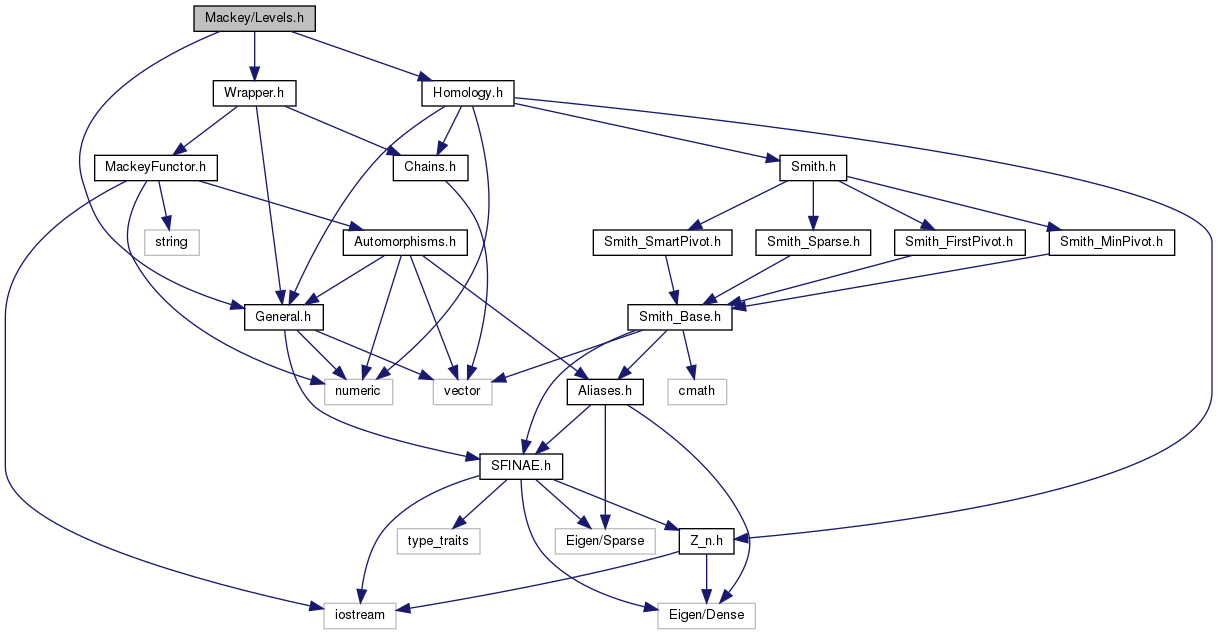 Mackey/Levels.h
Wrapper.h
Homology.h
MackeyFunctor.h
Chains.h
Smith.h
string
Automorphisms.h
Smith_SmartPivot.h
Smith_Sparse.h
Smith_FirstPivot.h
Smith_MinPivot.h
General.h
Smith_Base.h
numeric
vector
Aliases.h
cmath
SFINAE.h
type_traits
Eigen/Sparse
Z_n.h
iostream
Eigen/Dense